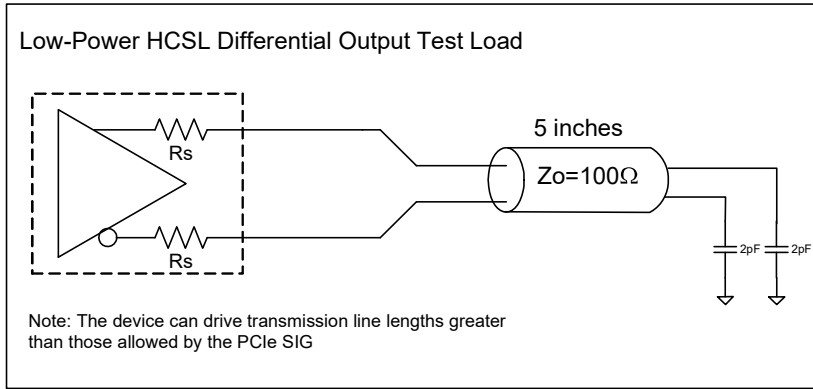 Low-Power HCSL Differential Output Test Load
Rs
5 inches
Zo=100Ω
Rs
2pF
2pF
Note: The device can drive transmission line lengths greater
than those allowed by the PCIe SIG